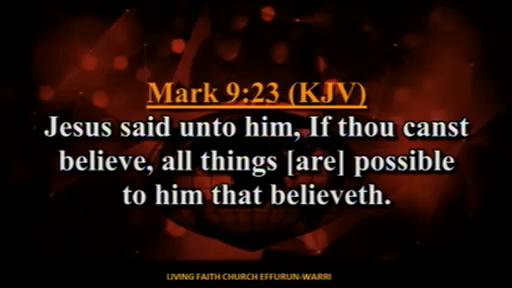 Mark 9:23 (KJV)
Jesus said unto him, If thou canst
believe, all things [are] possible
to him that believeth.
LIVING FAITH CHURCH EFFURUN-WARRI